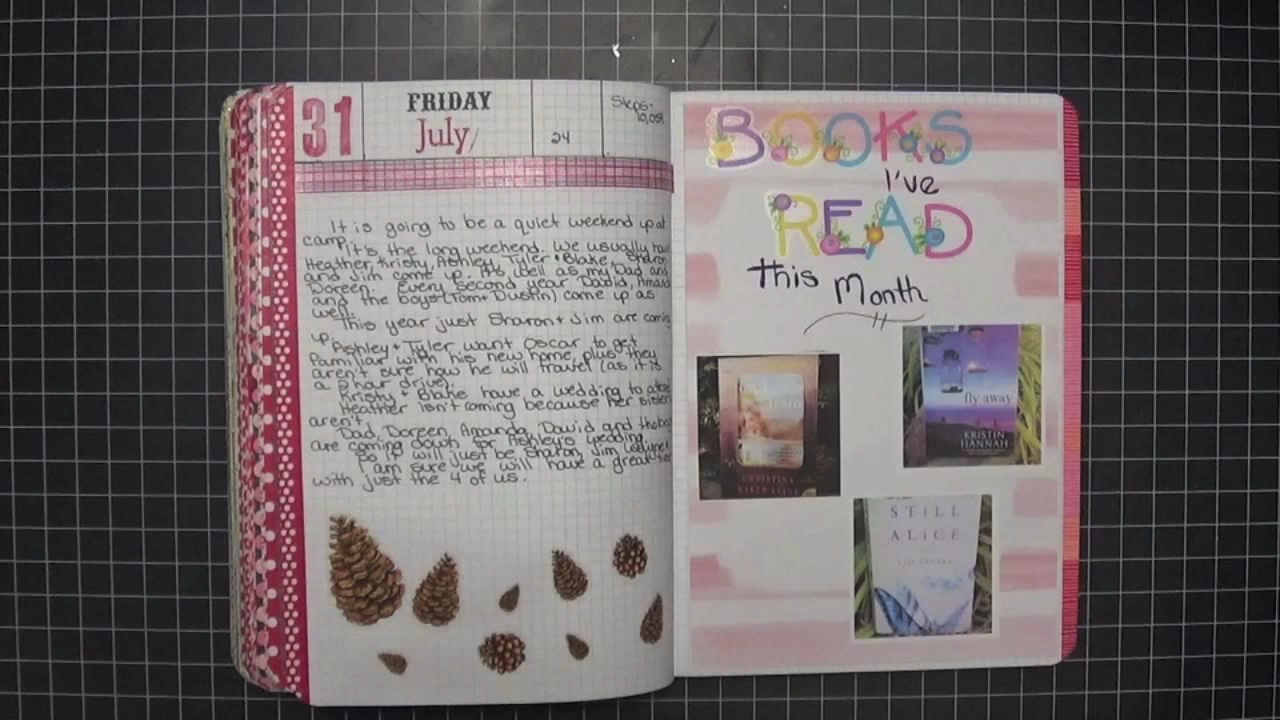 31
FRIDAY
July
24
Steps-
10,058
It is going to be a quiet weekend up at
camp.
It's the long weekend. We usually have
Heather, Kristy, Ashley, Tyler + Blake, Sharon
and Jim come up. As well as my Dad and
Doreen. Every second year David, Amanda
and the boys (Tom + Dustin) come up as
well.
This year just Sharon + Jim are coming
up.
Ashley + Tyler want Oscar to get
familiar with his new home, plus they
aren't sure how he will travel (as it is
a 2 hour drive).
Kristy + Blake have a wedding to attend
Heather isn't coming because her sisters
aren't.
Dad, Doreen, Amanda, David and the boys
are coming down for Ashley's wedding
So it will just be Sharon, Jim
I am sure we will have a great
with just the 4 of us.
BOOKS
I've
READ
this Month
CHRISTINA
BAKER KLINE
fly away
KRISTIN
HANNAH
STILL
ALICE